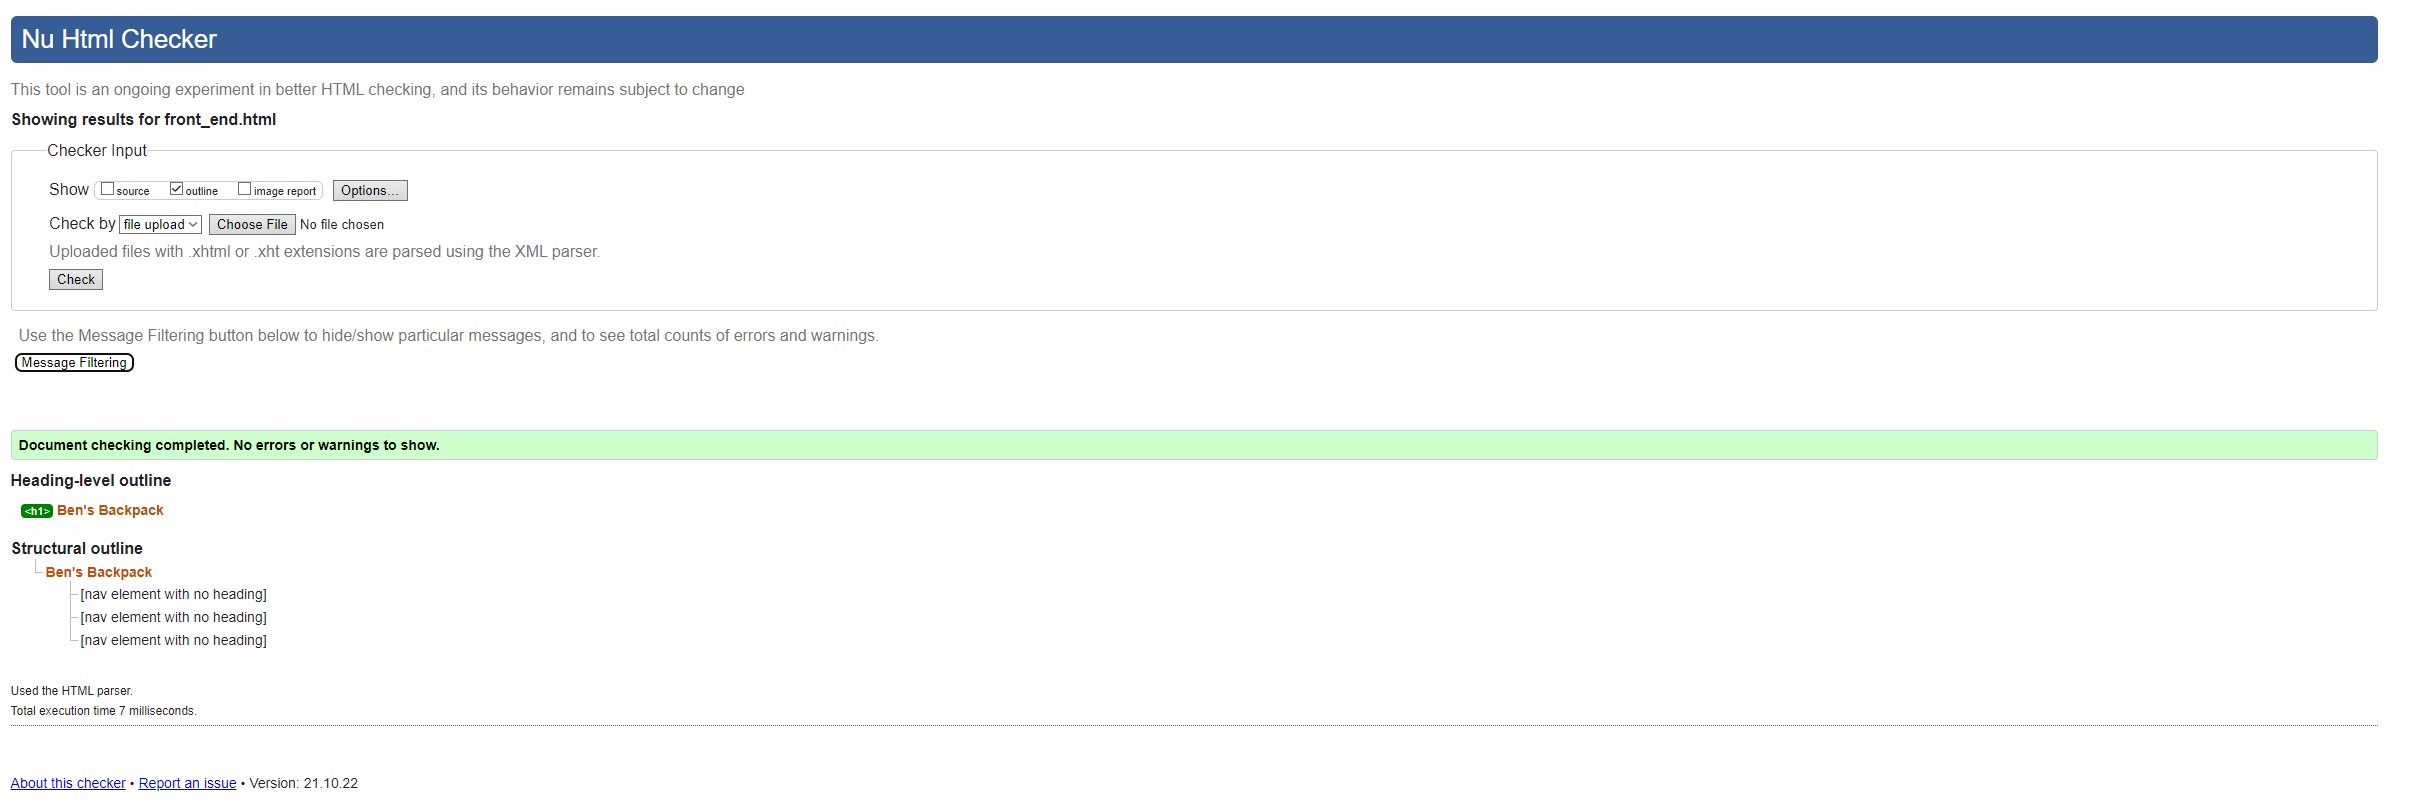 Nu Html Checker
This tool is an ongoing experiment in better HTML checking, and its behavior remains subject to change
Showing results for front_end.html
Checker Input
Show source outline image report Options...
Check by file upload Choose File No file chosen
Uploaded files with .xhtml or .xht extensions are parsed using the XML parser.
Check
Use the Message Filtering button below to hide/show particular messages, and to see total counts of errors and warnings.
Message Filtering
Document checking completed. No errors or warnings to show.
Heading-level outline
<h1> Ben's Backpack
Structural outline
Ben's Backpack
[nav element with no heading]
[nav element with no heading]
[nav element with no heading]
Used the HTML parser.
Total execution time 7 milliseconds.
About this checker • Report an issue • Version: 21.10.22